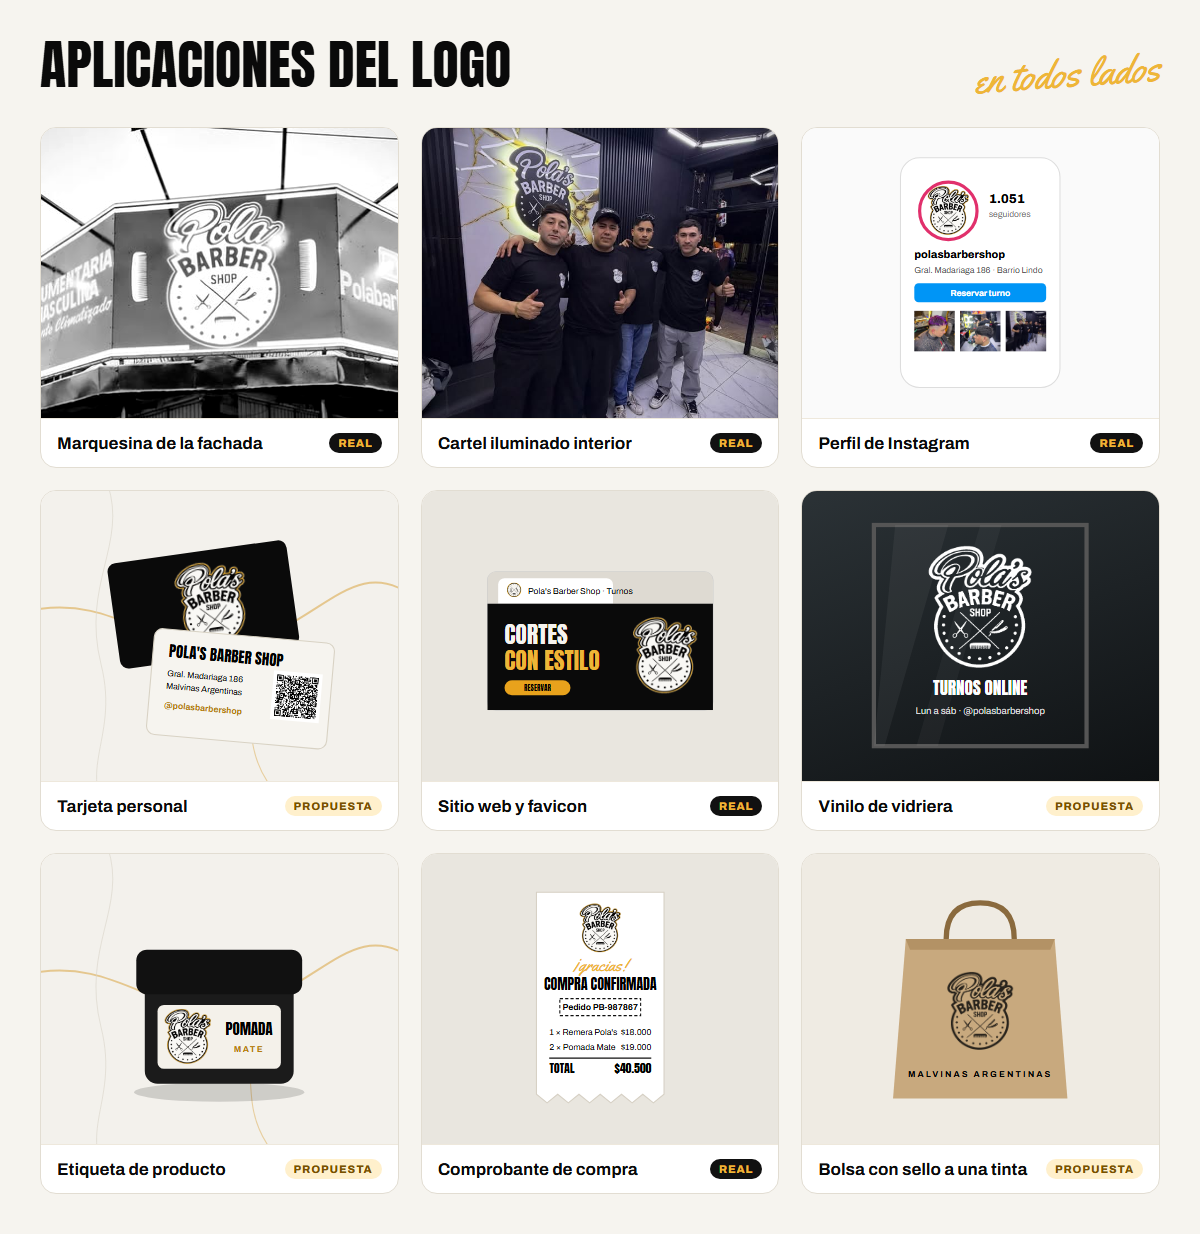 APLICACIONES DEL LOGO
en todos lados
UMENTARIA
MASCULINA
Climatizado
Pola
BARBER
SHOP
Polabar
Pola's
BARBER
SHOP
Pola's
BARBER
1.051
seguidores
polasbarbershop
Gral. Madariaga 186 · Barrio Lindo
Reservar turno
Marquesina de la fachada
REAL
Cartel iluminado interior
REAL
Perfil de Instagram
REAL
Pola's
BARBER
SHOP
POLA'S BARBER SHOP
Gral. Madariaga 186
Malvinas Argentinas
@polasbarbershop
Pola's Barber Shop · Turnos
CORTES
CON ESTILO
RESERVAR
Pola's
BARBER
SHOP
Pola's
BARBER
SHOP
TURNOS ONLINE
Lun a sáb · @polasbarbershop
Tarjeta personal
PROPUESTA
Sitio web y favicon
REAL
Vinilo de vidriera
PROPUESTA
Pola's
BARBER
SHOP
POMADA
MATE
Pola's
BARBER
SHOP
¡gracias!
COMPRA CONFIRMADA
Pedido PB-987867
1 × Remera Pola's $18.000
2 × Pomada Mate $19.000
TOTAL $40.500
Pola's
BARBER
SHOP
MALVINAS ARGENTINAS
Etiqueta de producto
PROPUESTA
Comprobante de compra
REAL
Bolsa con sello a una tinta
PROPUESTA